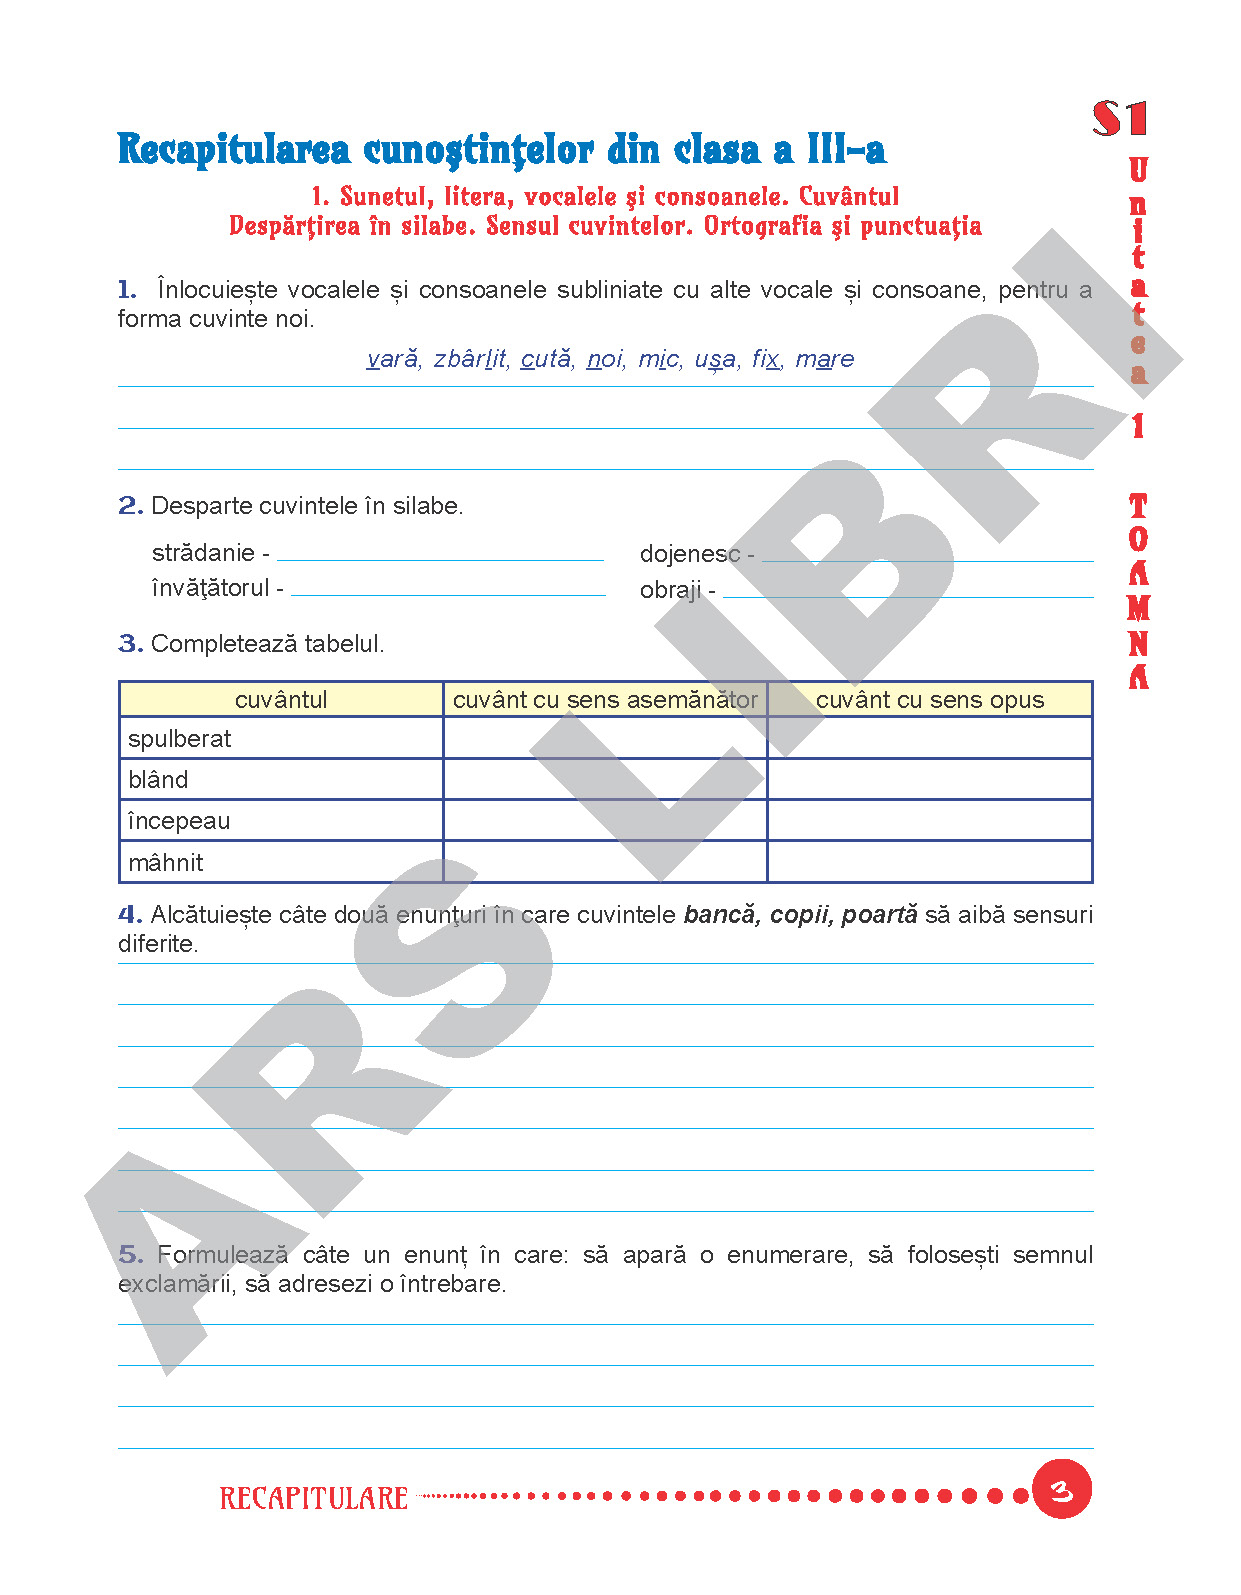 S1
Recapitularea cunoştinţelor din clasa a III-a
1. Sunetul, litera, vocalele şi consoanele. Cuvântul
Despărţirea în silabe. Sensul cuvintelor. Ortografia şi punctuaţia
Unitatea 1 TOAMNA
1. Înlocuiește vocalele și consoanele subliniate cu alte vocale și consoane, pentru a
forma cuvinte noi.
vară, zbârlit, cută, noi, mic, ușa, fix, mare
2. Desparte cuvintele în silabe.
strădanie -
dojenesc -
învăţătorul -
obraji -
3. Completează tabelul.
cuvântul cuvânt cu sens asemănător cuvânt cu sens opus
spulberat
blând
începeau
mâhnit
4. Alcătuiește câte două enunţuri în care cuvintele bancă, copii, poartă să aibă sensuri
diferite.
5. Formulează câte un enunț în care: să apară o enumerare, să folosești semnul
exclamării, să adresezi o întrebare.
RECAPITULARE 3
ARS LIBRI